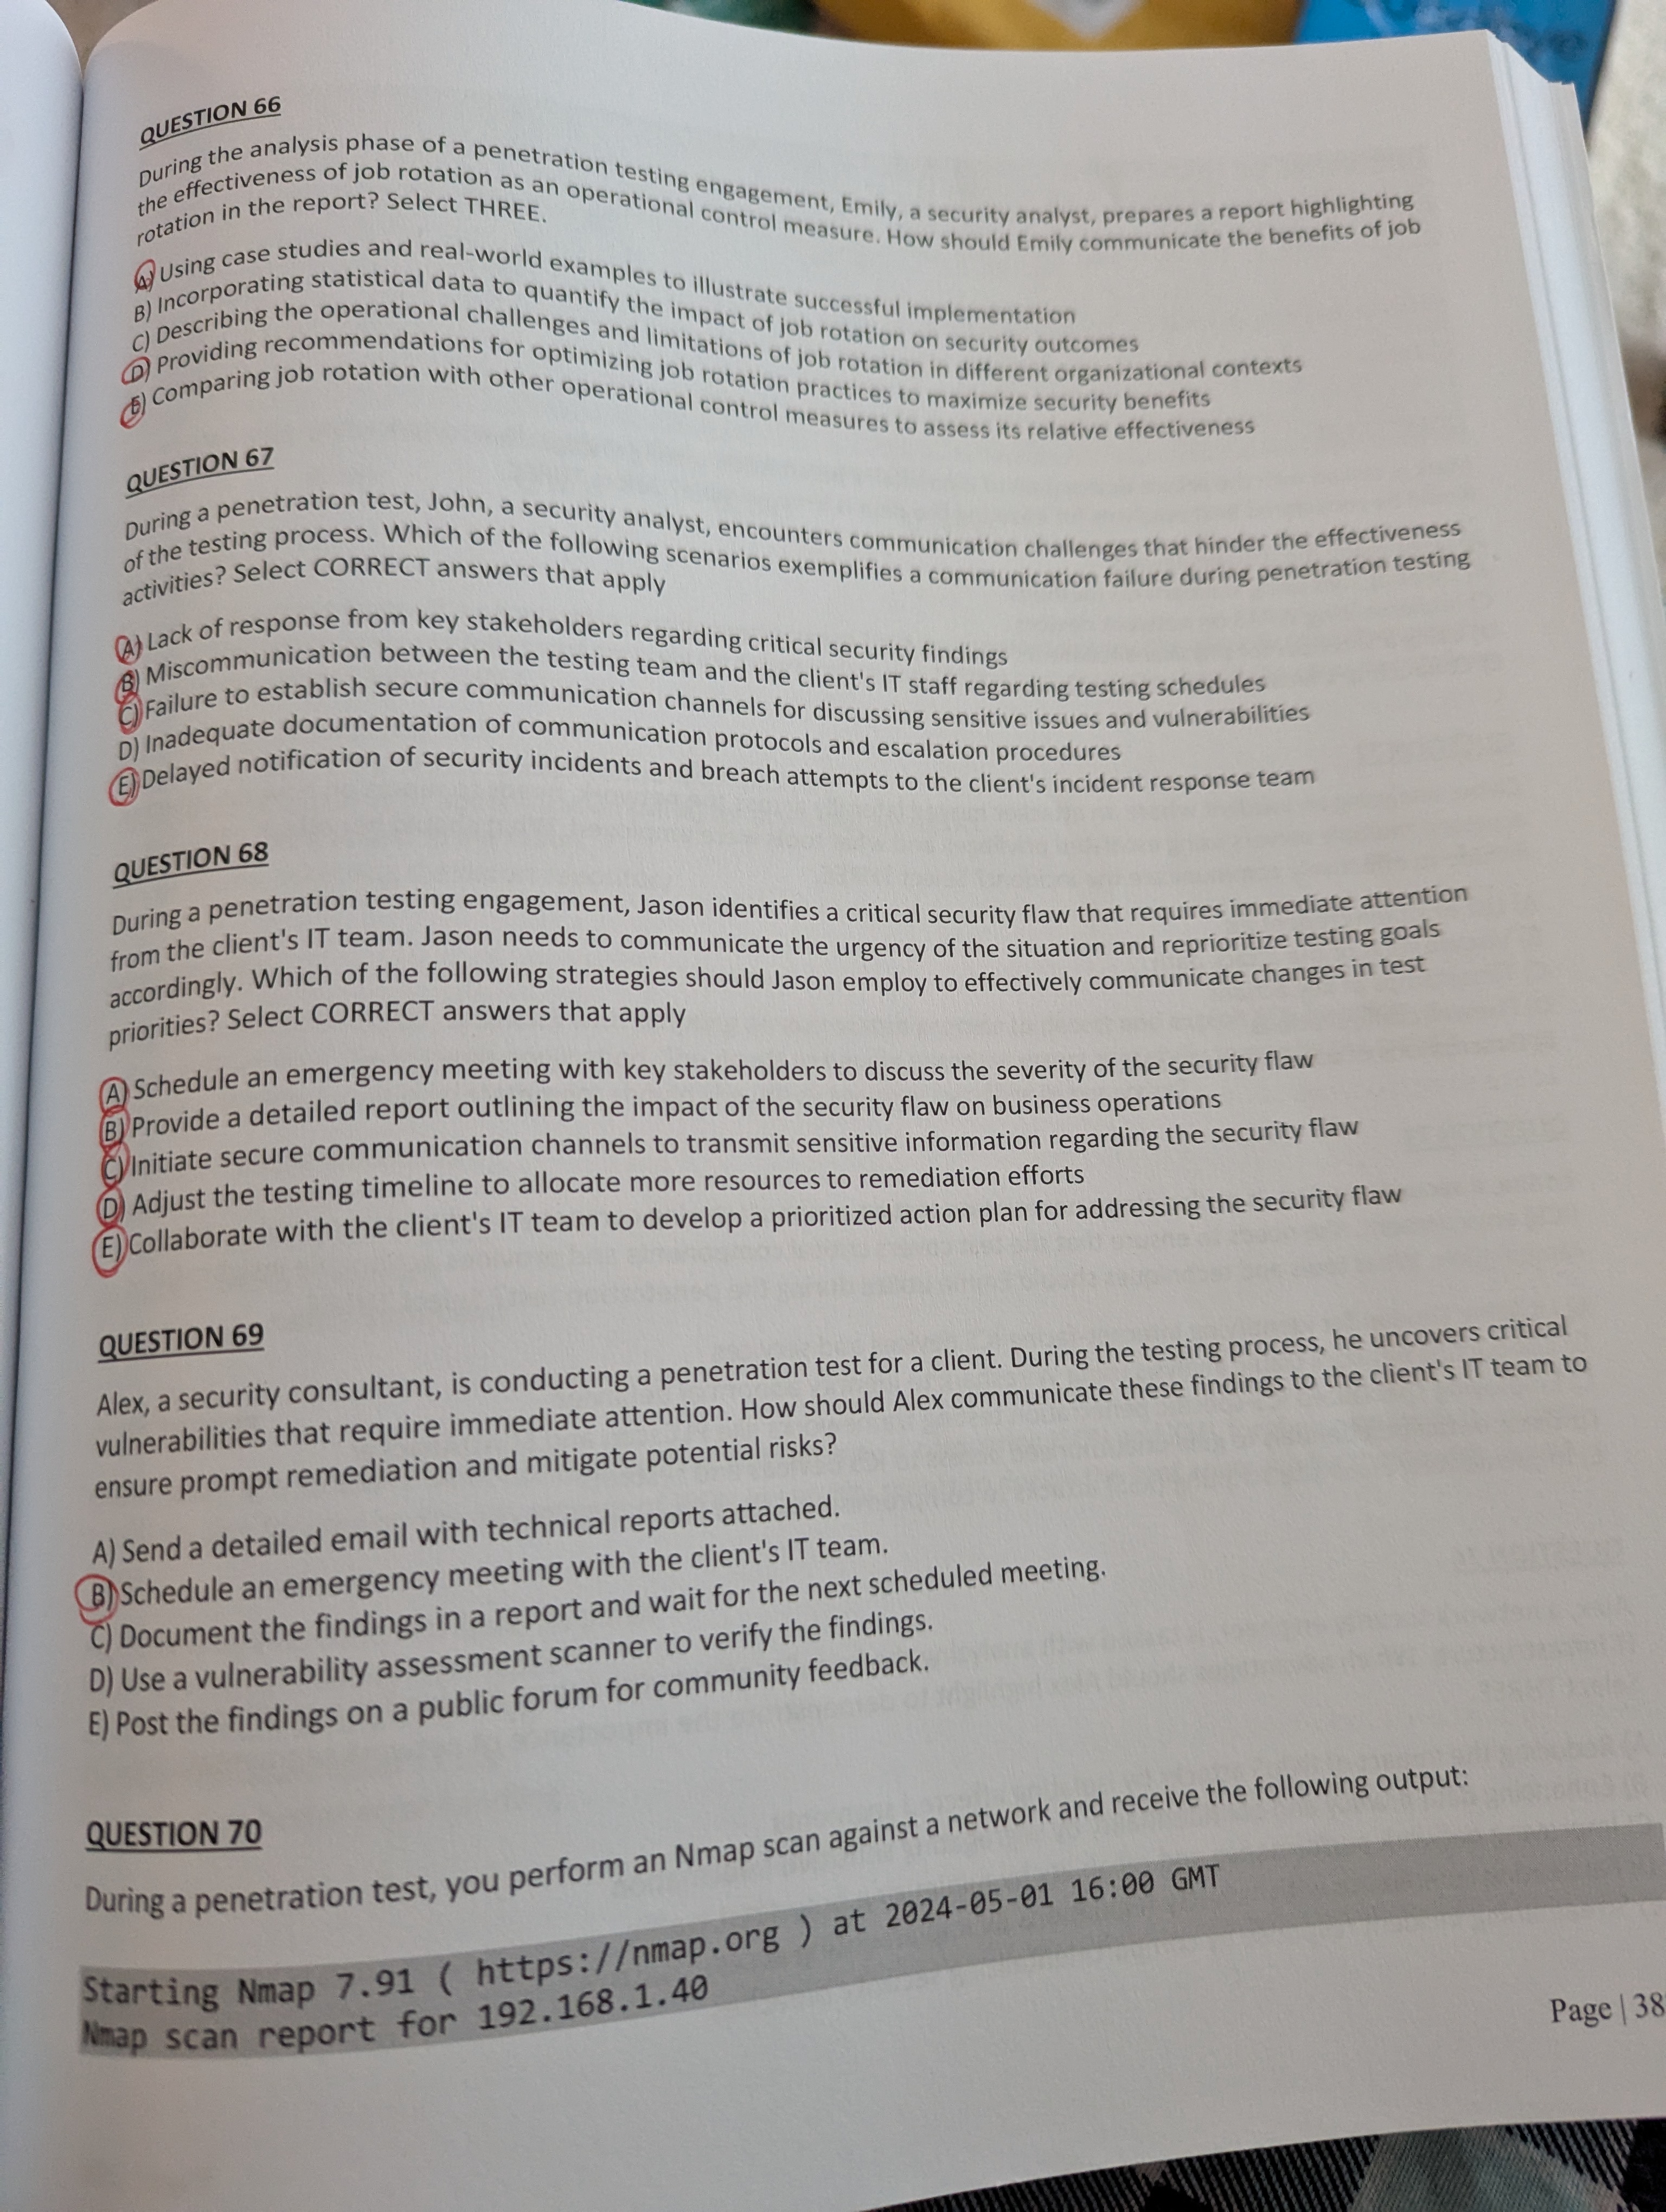 QUESTION 66
During the analysis phase of a penetration testing engagement, Emily, a security analyst, prepares a report highlighting
the effectiveness of job rotation as an operational control measure. How should Emily communicate the benefits of job
rotation in the report? Select THREE.
A) Using case studies and real-world examples to illustrate successful implementation
B) Incorporating statistical data to quantify the impact of job rotation on security outcomes
C) Describing the operational challenges and limitations of job rotation in different organizational contexts
D) Providing recommendations for optimizing job rotation practices to maximize security benefits
E) Comparing job rotation with other operational control measures to assess its relative effectiveness
QUESTION 67
During a penetration test, John, a security analyst, encounters communication challenges that hinder the effectiveness
of the testing process. Which of the following scenarios exemplifies a communication failure during penetration testing
activities? Select CORRECT answers that apply
A) Lack of response from key stakeholders regarding critical security findings
B) Miscommunication between the testing team and the client's IT staff regarding testing schedules
C) Failure to establish secure communication channels for discussing sensitive issues and vulnerabilities
D) Inadequate documentation of communication protocols and escalation procedures
E) Delayed notification of security incidents and breach attempts to the client's incident response team
QUESTION 68
During a penetration testing engagement, Jason identifies a critical security flaw that requires immediate attention
from the client's IT team. Jason needs to communicate the urgency of the situation and reprioritize testing goals
accordingly. Which of the following strategies should Jason employ to effectively communicate changes in test
priorities? Select CORRECT answers that apply
A) Schedule an emergency meeting with key stakeholders to discuss the severity of the security flaw
B) Provide a detailed report outlining the impact of the security flaw on business operations
C) Initiate secure communication channels to transmit sensitive information regarding the security flaw
D) Adjust the testing timeline to allocate more resources to remediation efforts
E) Collaborate with the client's IT team to develop a prioritized action plan for addressing the security flaw
QUESTION 69
Alex, a security consultant, is conducting a penetration test for a client. During the testing process, he uncovers critical
vulnerabilities that require immediate attention. How should Alex communicate these findings to the client's IT team to
ensure prompt remediation and mitigate potential risks?
A) Send a detailed email with technical reports attached.
B) Schedule an emergency meeting with the client's IT team.
C) Document the findings in a report and wait for the next scheduled meeting.
D) Use a vulnerability assessment scanner to verify the findings.
E) Post the findings on a public forum for community feedback.
QUESTION 70
During a penetration test, you perform an Nmap scan against a network and receive the following output:
Starting Nmap 7.91 ( https://nmap.org ) at 2024-05-01 16:00 GMT
Nmap scan report for 192.168.1.40
Page | 38